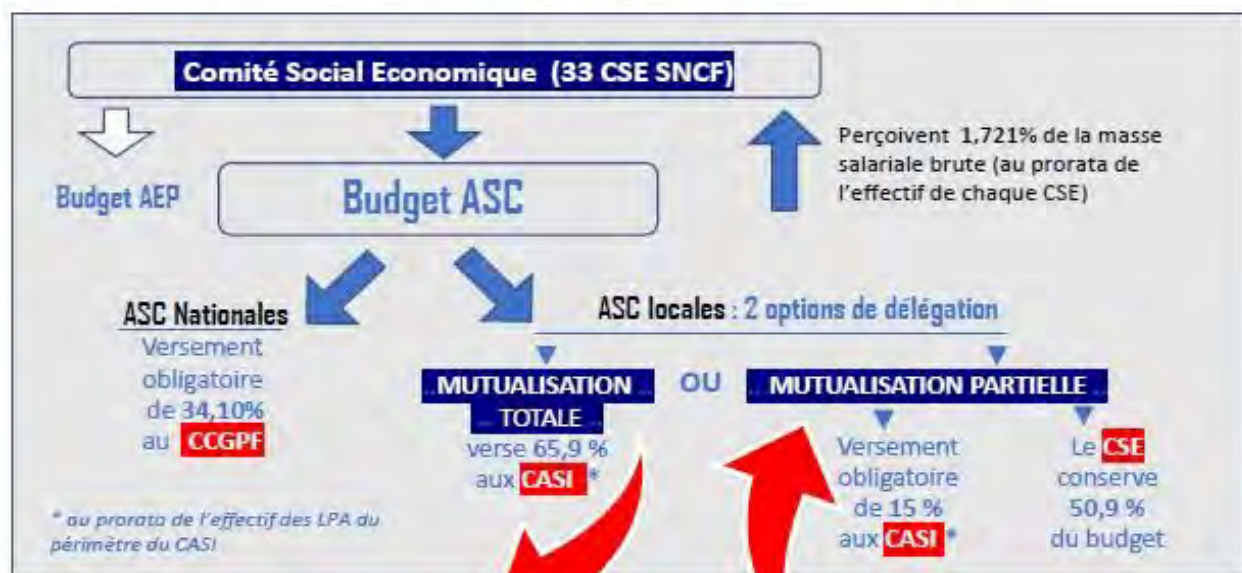 Comité Social Economique (33 CSE SNCF)
Perçoivent 1,721% de la masse
salariale brute (au prorata de
l'effectif de chaque CSE)
Budget AEP
Budget ASC
ASC Nationales
Versement
obligatoire
de 34,10%
au CCGPF
ASC locales : 2 options de délégation
MUTUALISATION
TOTALE
verse 65,9 %
aux CASI *
OU
MUTUALISATION PARTIELLE
Versement
obligatoire
de 15 %
aux CASI *
Le CSE
conserve
50,9 %
du budget
* au prorata de l'effectif des LPA du
périmètre du CASI